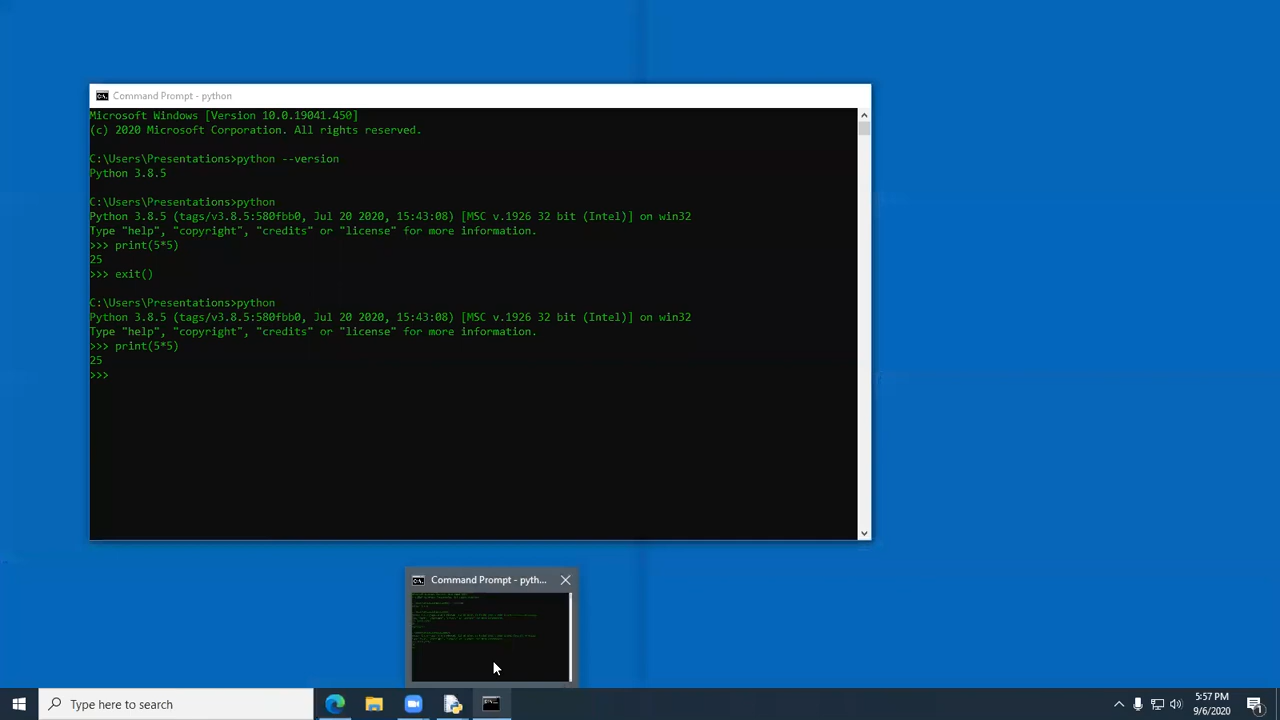 Command Prompt - python
Microsoft Windows [Version 10.0.19041.450]
(c) 2020 Microsoft Corporation. All rights reserved.
C:\Users\Presentations>python --version
Python 3.8.5
C:\Users\Presentations>python
Python 3.8.5 (tags/v3.8.5:580fbb0, Jul 20 2020, 15:43:08) [MSC v.1926 32 bit (Intel)] on win32
Type "help", "copyright", "credits" or "license" for more information.
>>> print(5*5)
25
>>> exit()
C:\Users\Presentations>python
Python 3.8.5 (tags/v3.8.5:580fbb0, Jul 20 2020, 15:43:08) [MSC v.1926 32 bit (Intel)] on win32
Type "help", "copyright", "credits" or "license" for more information.
>>> print(5*5)
25
>>>
Command Prompt - pyth...
Type here to search
5:57 PM
9/6/2020